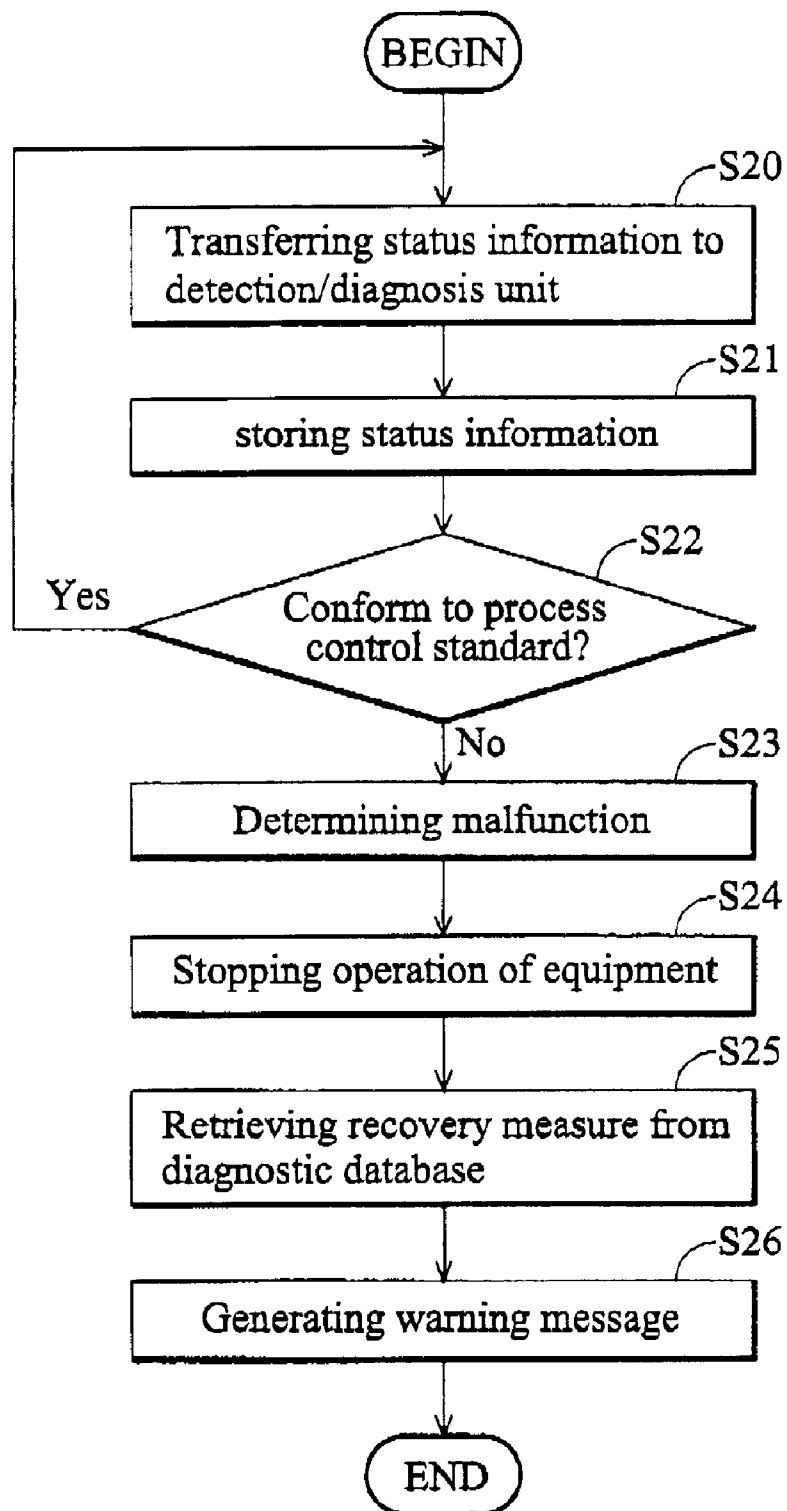 BEGIN
S20
Transferring status information to
detection/diagnosis unit
S21
storing status information
S22
Conform to process
control standard?
Yes
No
S23
Determining malfunction
S24
Stopping operation of equipment
S25
Retrieving recovery measure from
diagnostic database
S26
Generating warning message
END